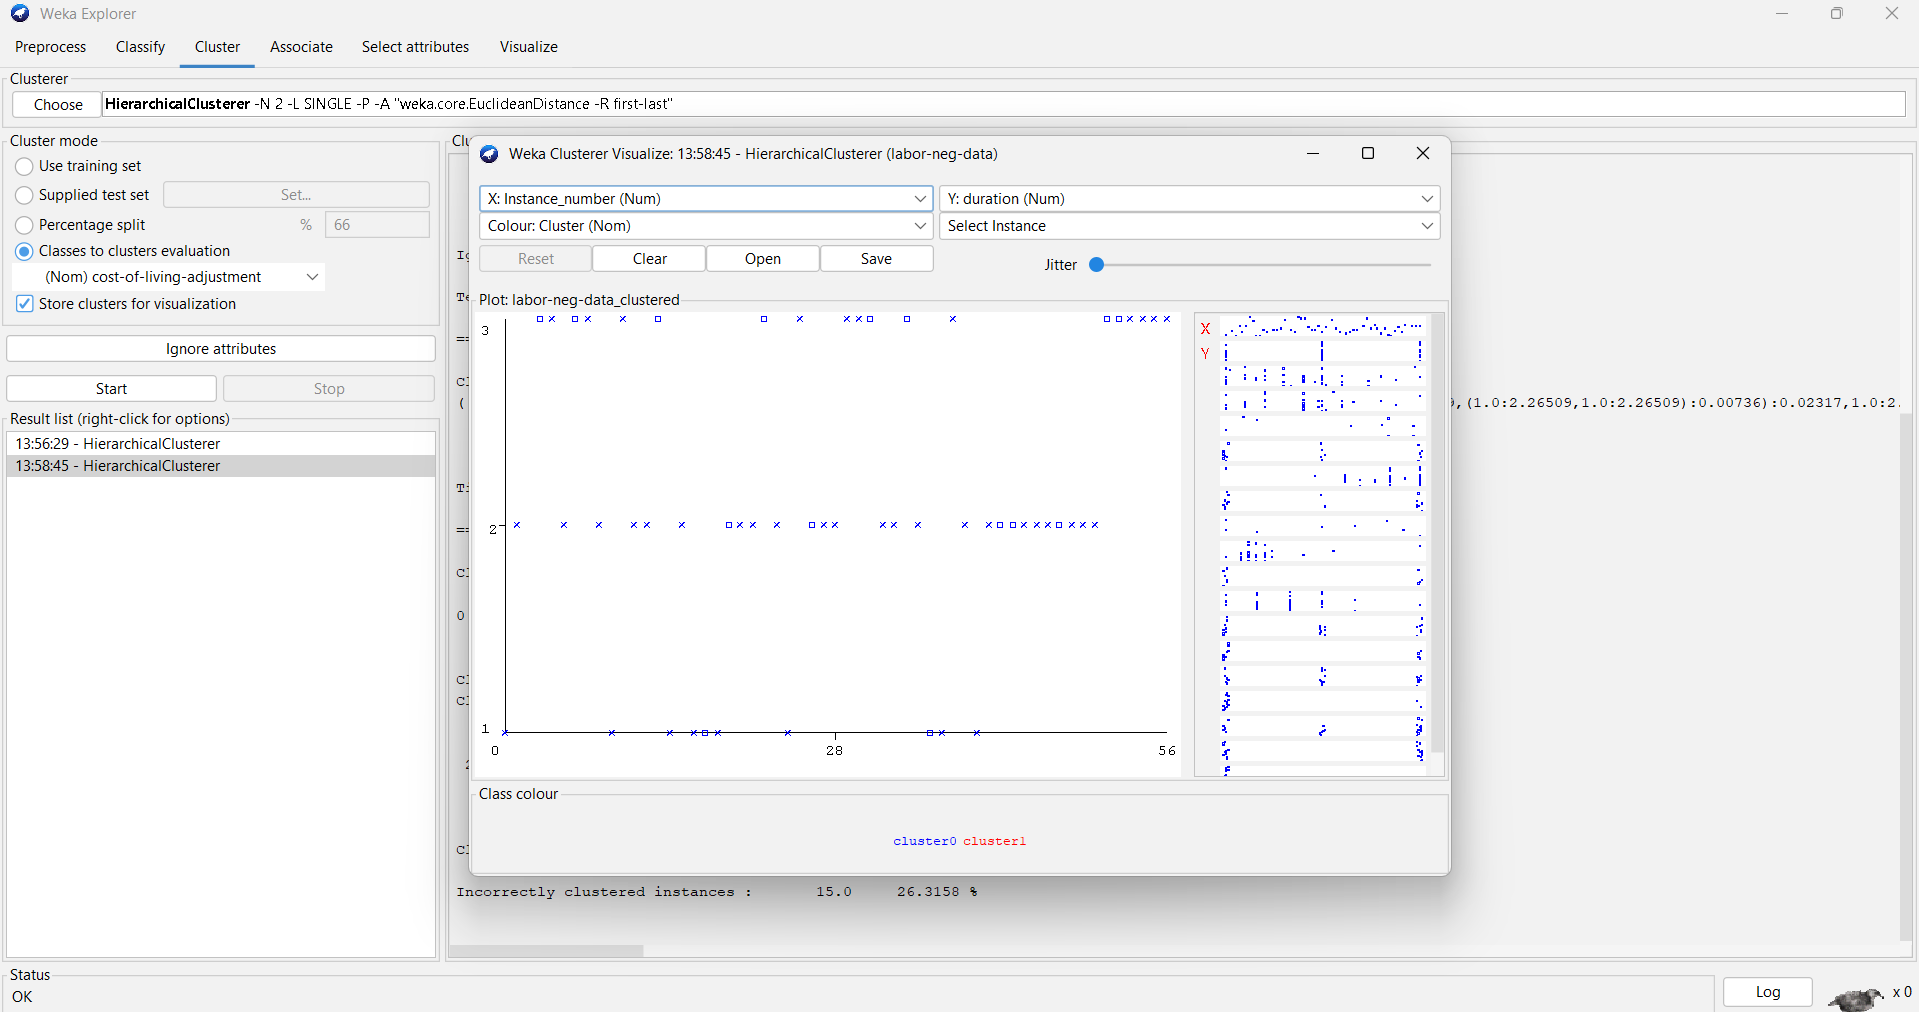 Weka Explorer
Preprocess Classify Cluster Associate Select attributes Visualize
Clusterer
Choose HierarchicalClusterer -N 2 -L SINGLE -P -A "weka.core.EuclideanDistance -R first-last"
Cluster mode
Use training set
Supplied test set Set...
Percentage split % 66
Classes to clusters evaluation
(Nom) cost-of-living-adjustment
Store clusters for visualization
Ignore attributes
Start Stop
Result list (right-click for options)
13:56:29 - HierarchicalClusterer
13:58:45 - HierarchicalClusterer
Weka Clusterer Visualize: 13:58:45 - HierarchicalClusterer (labor-neg-data)
X: Instance_number (Num) Y: duration (Num)
Colour: Cluster (Nom) Select Instance
Reset Clear Open Save Jitter
Plot: labor-neg-data_clustered
3
2
1
0 28 56
X
Y
Class colour
cluster0 cluster1
,(1.0:2.26509,1.0:2.26509):0.00736):0.02317,1.0:2.
Incorrectly clustered instances : 15.0 26.3158 %
Status
OK
Log x 0